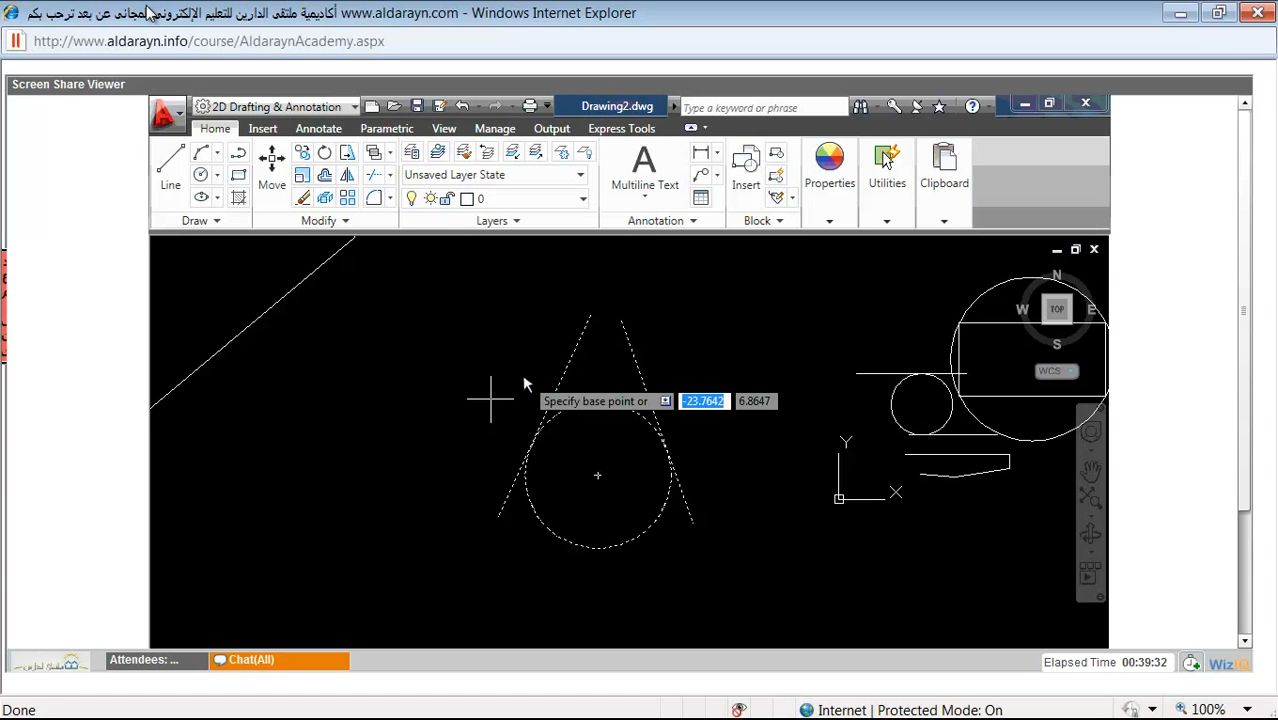 أكاديمية ملتقى الدارين للتعليم الإلكتروني المجانى عن بعد ترحب بكم www.aldarayn.com - Windows Internet Explorer
http://www.aldarayn.info/course/AldaraynAcademy.aspx
Screen Share Viewer
2D Drafting & Annotation
Drawing2.dwg
Type a keyword or phrase
Home Insert Annotate Parametric View Manage Output Express Tools
Unsaved Layer State
Line Move Multiline Text Insert Properties Utilities Clipboard
0
Draw Modify Layers Annotation Block
N
W TOP E
S
WCS
Specify base point or -23.7642 6.8647
Y
X
Attendees: ... Chat(All) Elapsed Time 00:39:32 WizIQ
Done Internet | Protected Mode: On 100%